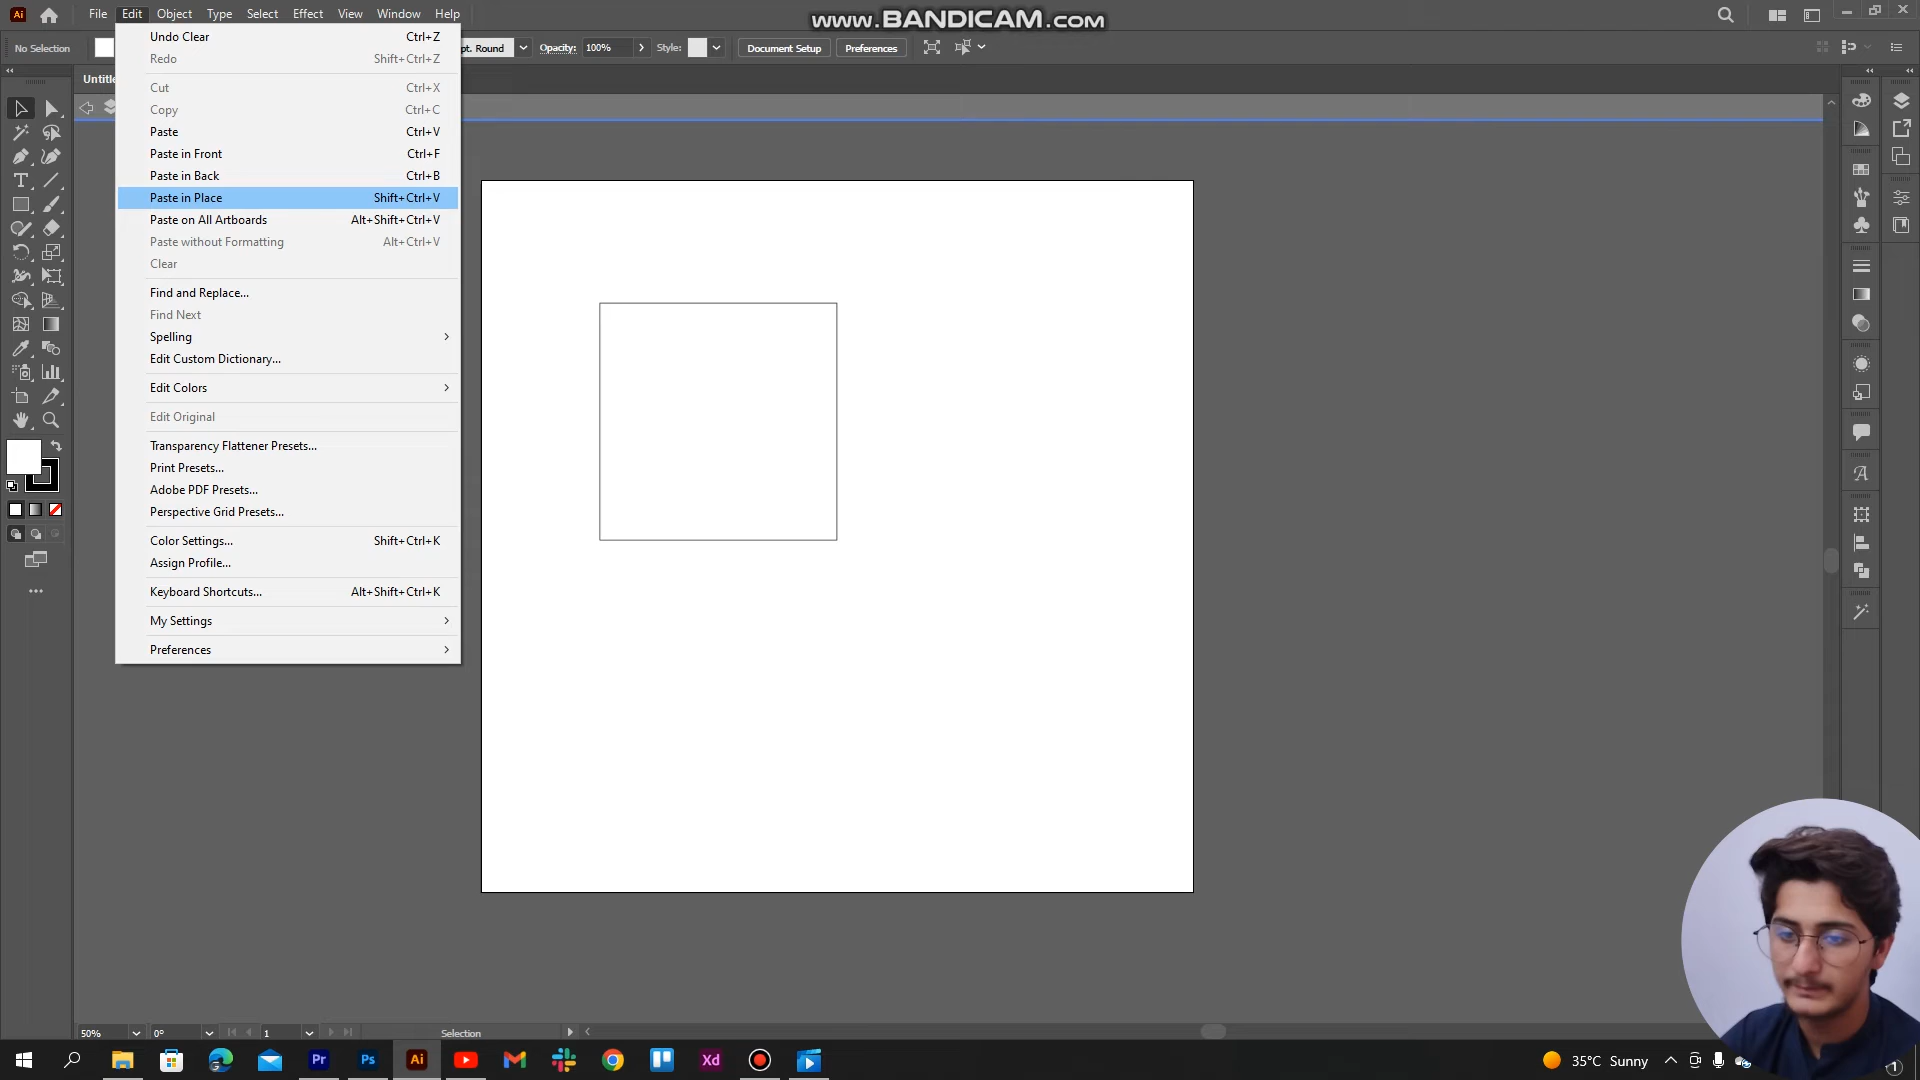 www.BANDICAM.com
Ai File Edit Object Type Select Effect View Window Help
No Selection
pt. Round Opacity: 100% Style: Document Setup Preferences
Undo Clear Ctrl+Z
Redo Shift+Ctrl+Z
Cut Ctrl+X
Copy Ctrl+C
Paste Ctrl+V
Paste in Front Ctrl+F
Paste in Back Ctrl+B
Paste in Place Shift+Ctrl+V
Paste on All Artboards Alt+Shift+Ctrl+V
Paste without Formatting Alt+Ctrl+V
Clear
Find and Replace...
Find Next
Spelling
Edit Custom Dictionary...
Edit Colors
Edit Original
Transparency Flattener Presets...
Print Presets...
Adobe PDF Presets...
Perspective Grid Presets...
Color Settings... Shift+Ctrl+K
Assign Profile...
Keyboard Shortcuts... Alt+Shift+Ctrl+K
My Settings
Preferences
Untitle
50% 0° 1 Selection
Pr Ps Ai Xd 35°C Sunny 1